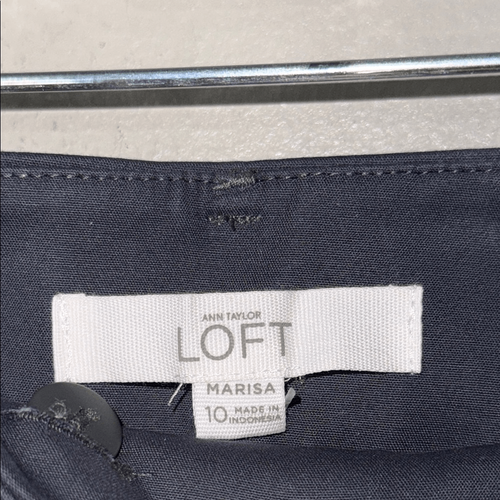 ANN TAYLOR
LOFT
MARISA
10 MADE IN
INDONESIA